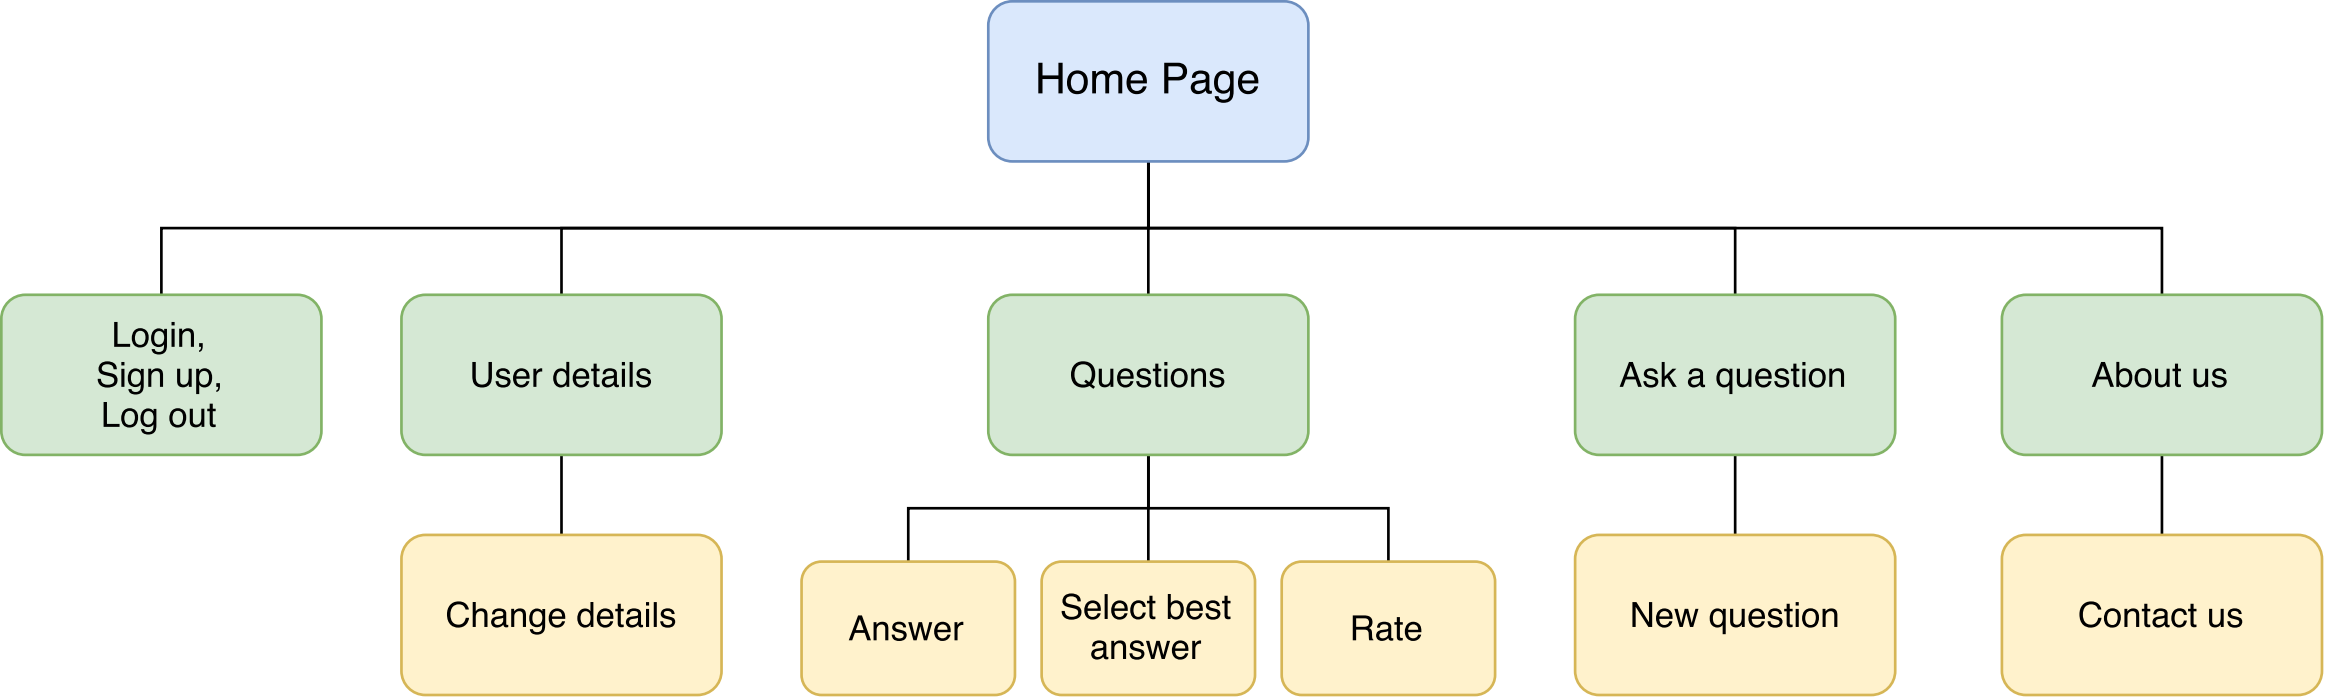 Home Page
Login,
Sign up,
Log out
User details
Questions
Ask a question
About us
Change details
Answer
Select best
answer
Rate
New question
Contact us